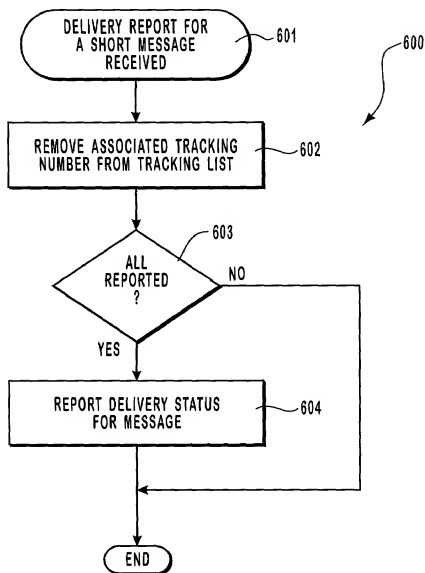 DELIVERY REPORT FOR
A SHORT MESSAGE
RECEIVED
601
600
REMOVE ASSOCIATED TRACKING
NUMBER FROM TRACKING LIST
602
603
ALL
REPORTED
?
NO
YES
REPORT DELIVERY STATUS
FOR MESSAGE
604
END